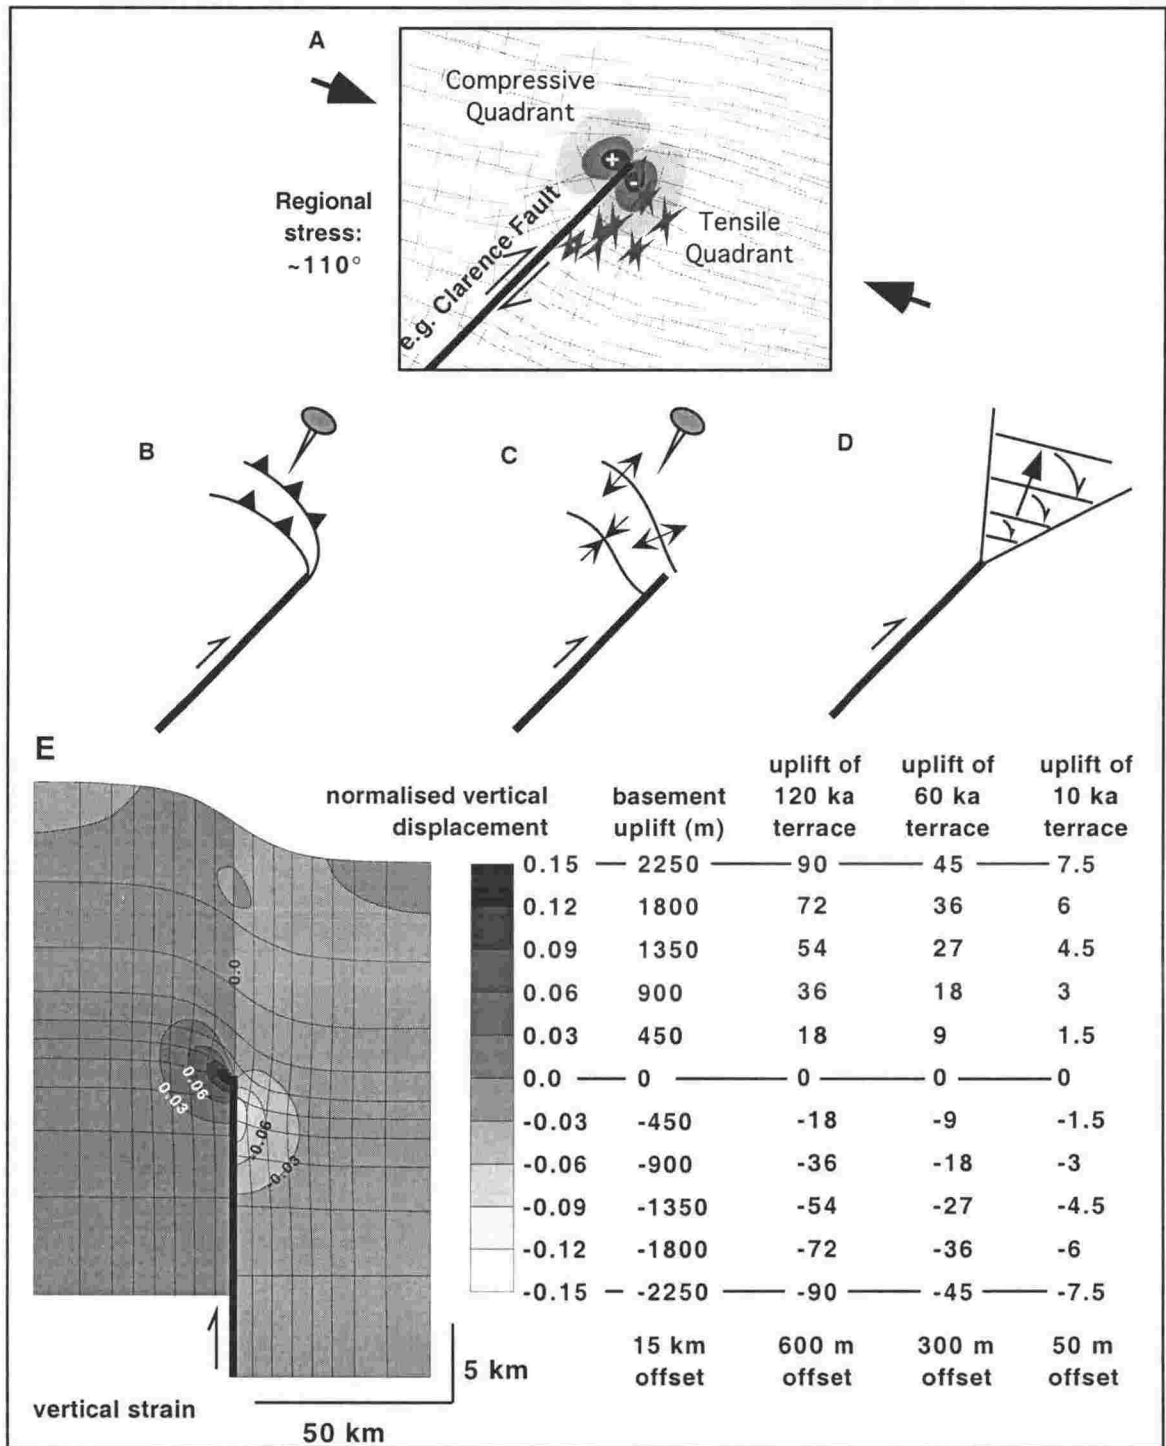 A
Compressive
Quadrant
+
-
Regional
stress:
~110°
Tensile
Quadrant
e.g. Clarence Fault
B
C
D
E
normalised vertical
displacement
basement
uplift (m)
uplift of
120 ka
terrace
uplift of
60 ka
terrace
uplift of
10 ka
terrace
0.15 2250 90 45 7.5
0.12 1800 72 36 6
0.09 1350 54 27 4.5
0.06 900 36 18 3
0.03 450 18 9 1.5
0.0 0 0 0 0
-0.03 -450 -18 -9 -1.5
-0.06 -900 -36 -18 -3
-0.09 -1350 -54 -27 -4.5
-0.12 -1800 -72 -36 -6
-0.15 -2250 -90 -45 -7.5
15 km
offset
600 m
offset
300 m
offset
50 m
offset
0.0
0.06
0.03
-0.06
-0.03
5 km
50 km
vertical strain